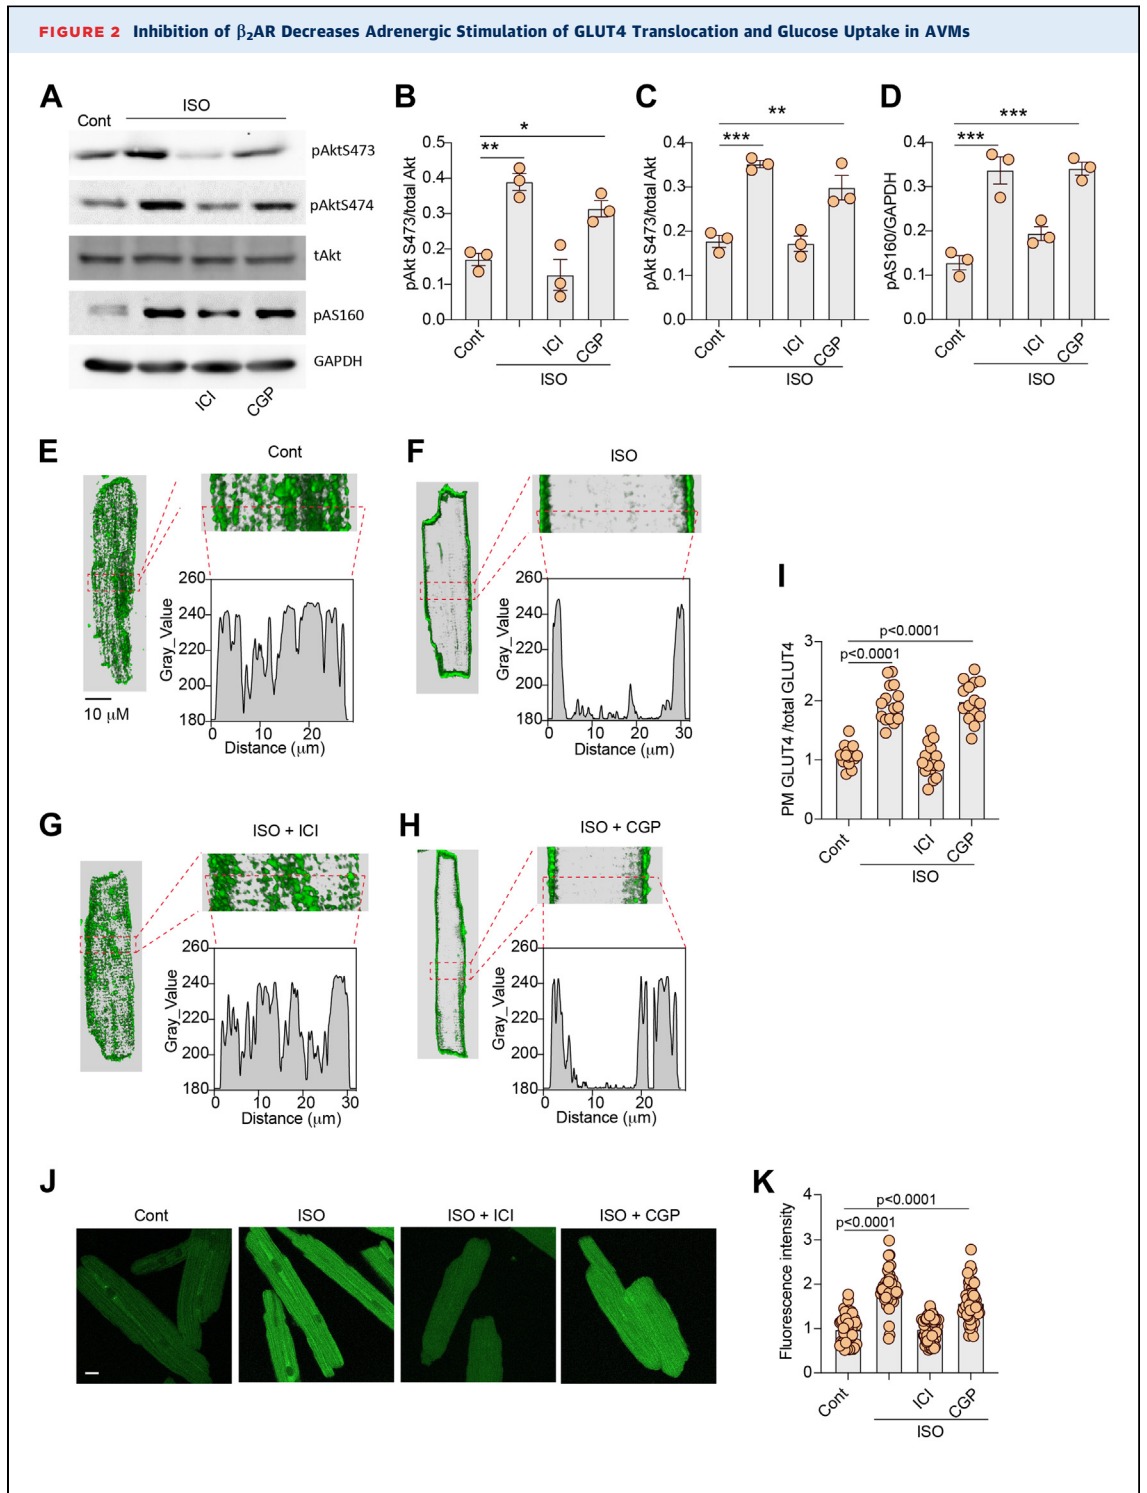 FIGURE 2 Inhibition of β₂AR Decreases Adrenergic Stimulation of GLUT4 Translocation and Glucose Uptake in AVMs
A
ISO
Cont
pAktS473
pAktS474
tAkt
pAS160
GAPDH
ICI
CGP
B
*
**
pAkt S473/total Akt
0.5
0.4
0.3
0.2
0.1
0.0
Cont
ICI
CGP
ISO
C
**
***
pAkt S473/total Akt
0.4
0.3
0.2
0.1
0.0
Cont
ICI
CGP
ISO
D
***
***
pAS160/GAPDH
0.4
0.3
0.2
0.1
0.0
Cont
ICI
CGP
ISO
E
Cont
10 μM
Gray_Value
260
240
220
200
180
0
10
20
Distance (μm)
F
ISO
Gray_Value
260
240
220
200
180
0
10
20
30
Distance (μm)
G
ISO + ICI
Gray_Value
260
240
220
200
180
0
10
20
30
Distance (μm)
H
ISO + CGP
Gray_Value
260
240
220
200
180
0
10
20
Distance (μm)
I
p<0.0001
p<0.0001
PM GLUT4 /total GLUT4
3
2
1
0
Cont
ICI
CGP
ISO
J
Cont
ISO
ISO + ICI
ISO + CGP
K
p<0.0001
p<0.0001
Fluorescence intensity
4
3
2
1
0
Cont
ICI
CGP
ISO